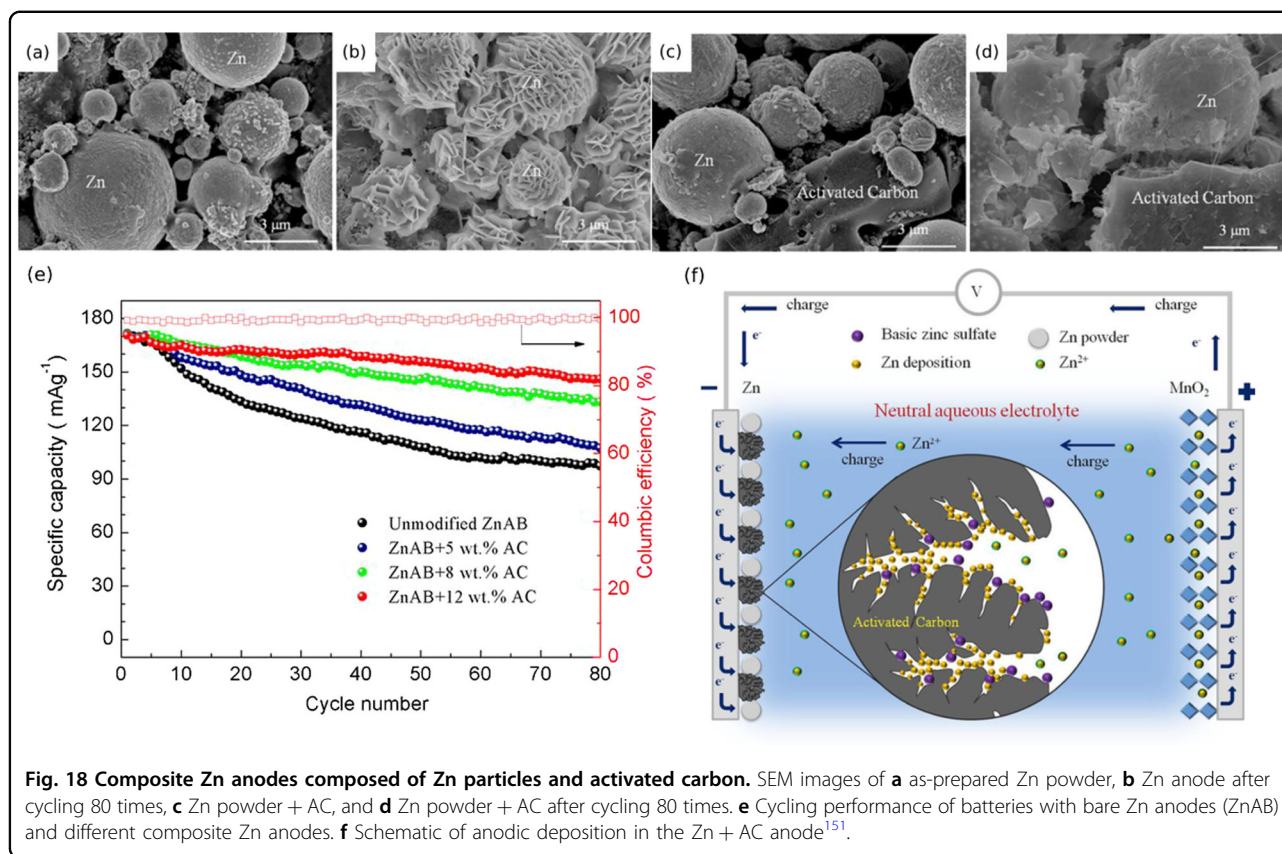 (a)
Zn
Zn
3 μm
(b)
Zn
Zn
3 μm
(c)
Zn
Activated Carbon
3 μm
(d)
Zn
Activated Carbon
3 μm
(e)
Specific capacity ( mAg⁻¹)
180
150
120
90
60
30
0
Unmodified ZnAB
ZnAB+5 wt.% AC
ZnAB+8 wt.% AC
ZnAB+12 wt.% AC
100
80
60
40
20
0
Columbic efficiency ( %)
0 10 20 30 40 50 60 70 80
Cycle number
(f)
V
charge
charge
e⁻
Basic zinc sulfate
Zn powder
Zn deposition
Zn²⁺
e⁻
−
Zn
MnO₂
+
Neutral aqueous electrolyte
Zn²⁺
charge
charge
e⁻
e⁻
e⁻
e⁻
e⁻
e⁻
e⁻
e⁻
e⁻
e⁻
e⁻
e⁻
Activated Carbon
Fig. 18 Composite Zn anodes composed of Zn particles and activated carbon. SEM images of a as-prepared Zn powder, b Zn anode after
cycling 80 times, c Zn powder + AC, and d Zn powder + AC after cycling 80 times. e Cycling performance of batteries with bare Zn anodes (ZnAB)
and different composite Zn anodes. f Schematic of anodic deposition in the Zn + AC anode¹⁵¹.